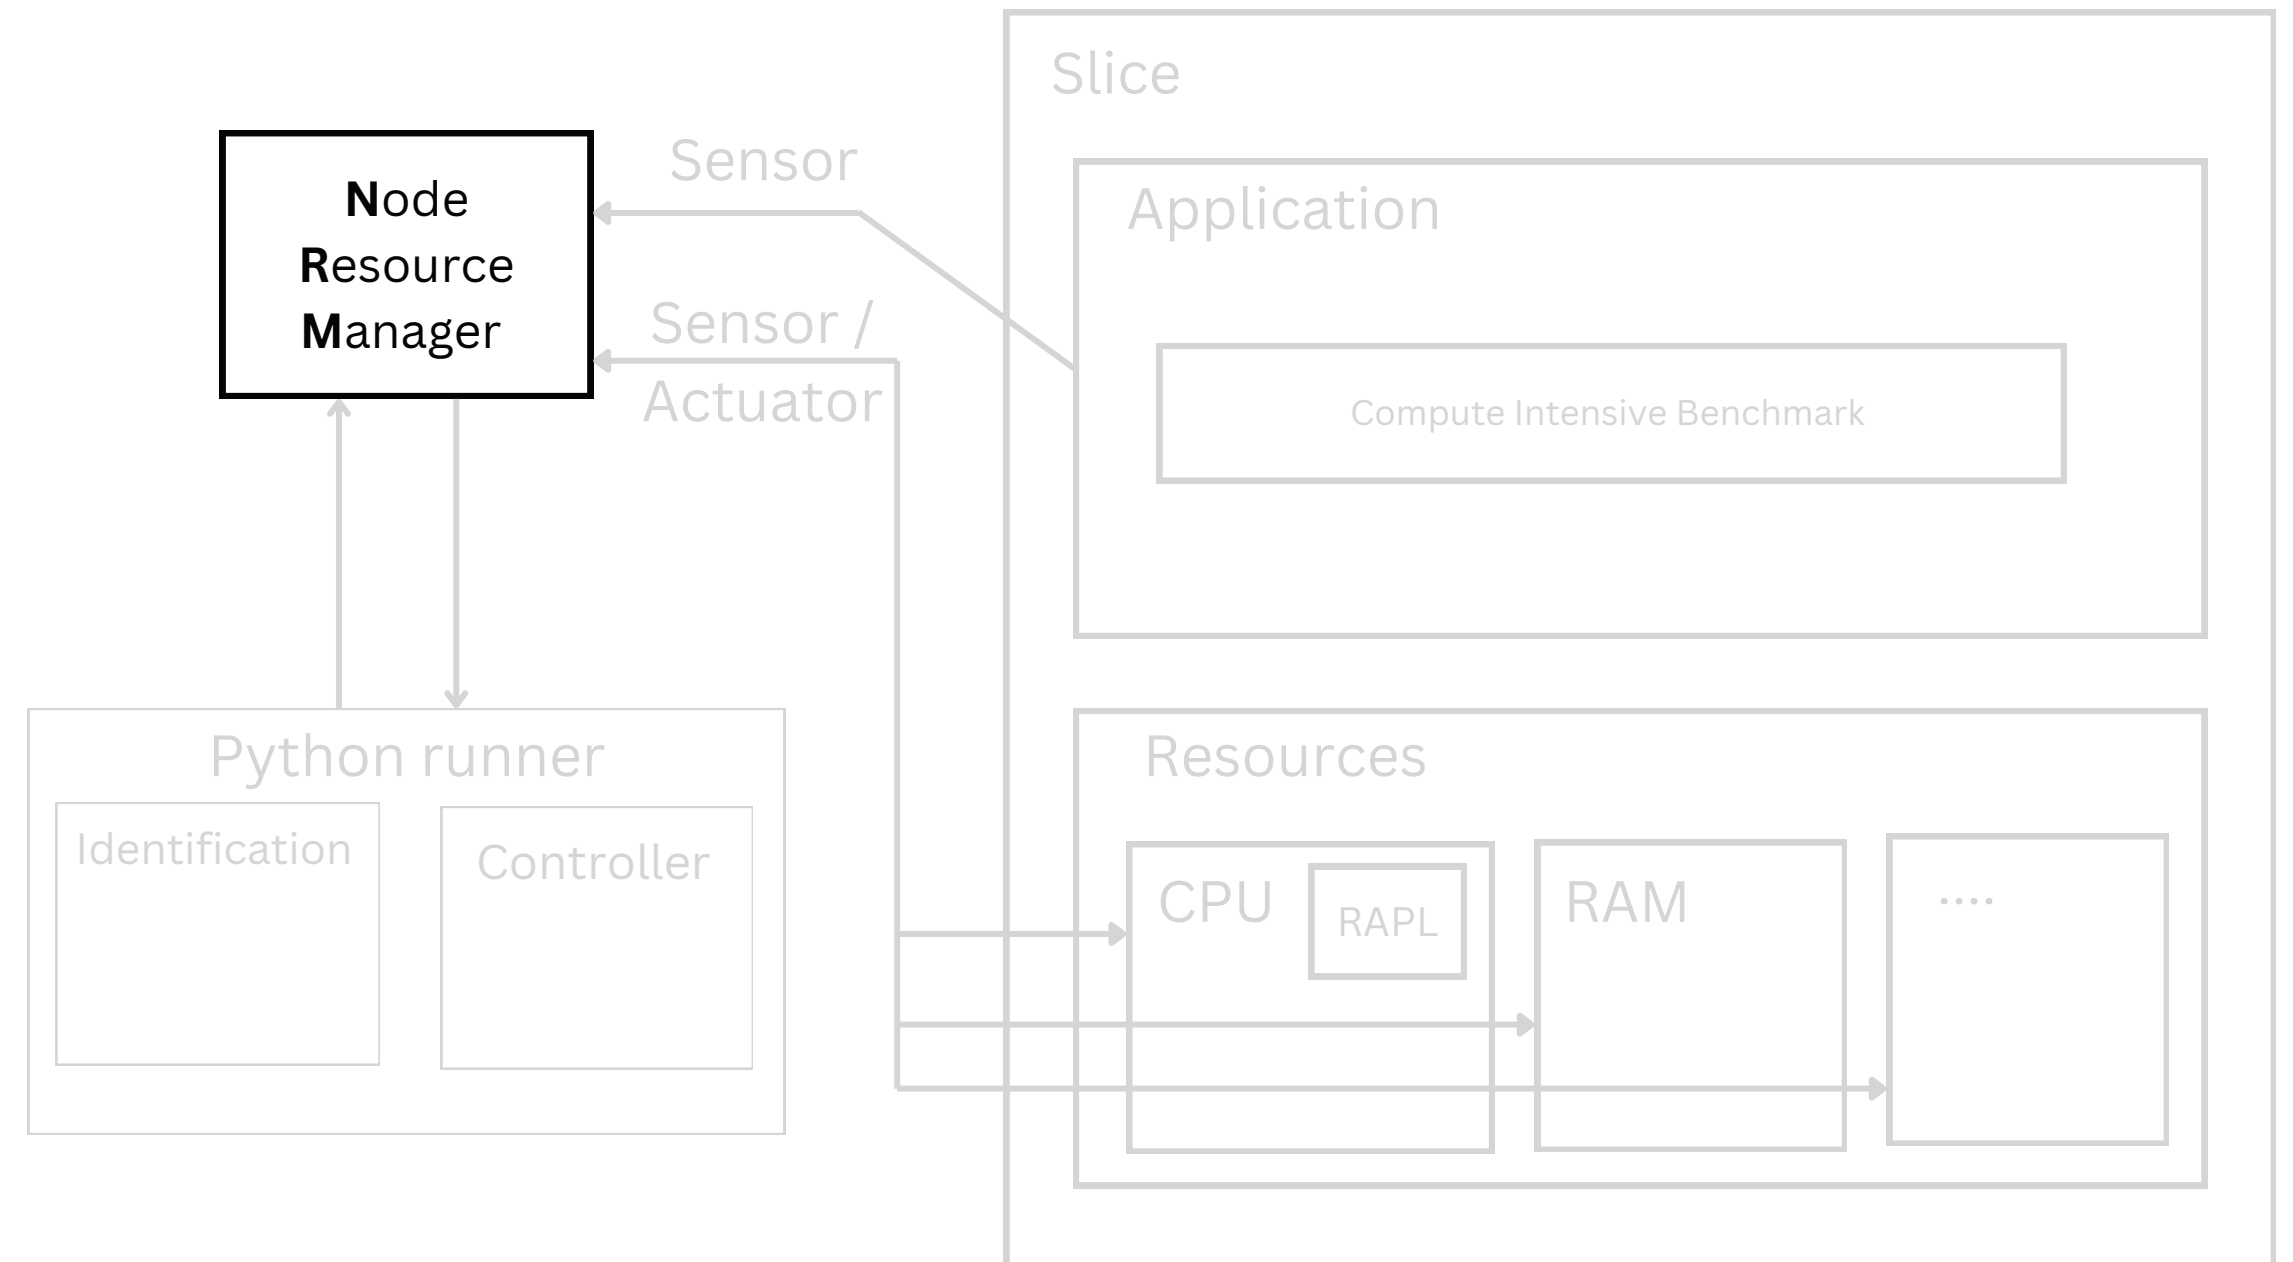 Slice
Sensor
Application
Node
Resource
Manager
Sensor /
Actuator
Compute Intensive Benchmark
Python runner
Identification
Controller
Resources
CPU
RAPL
RAM
....